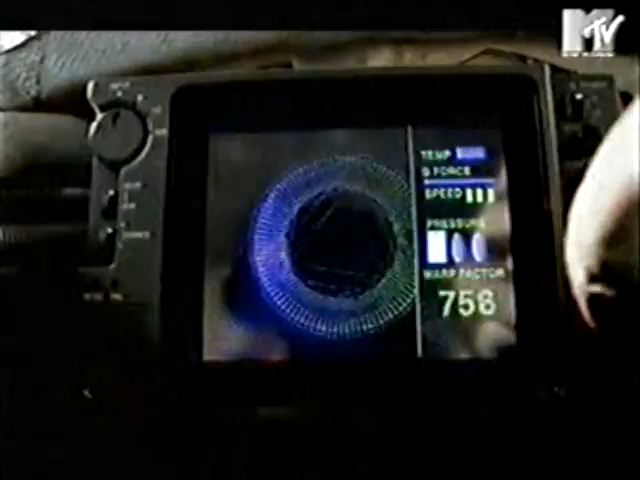 MTV
TEMP
G FORCE
SPEED
PRESSURE
WARP FACTOR
756